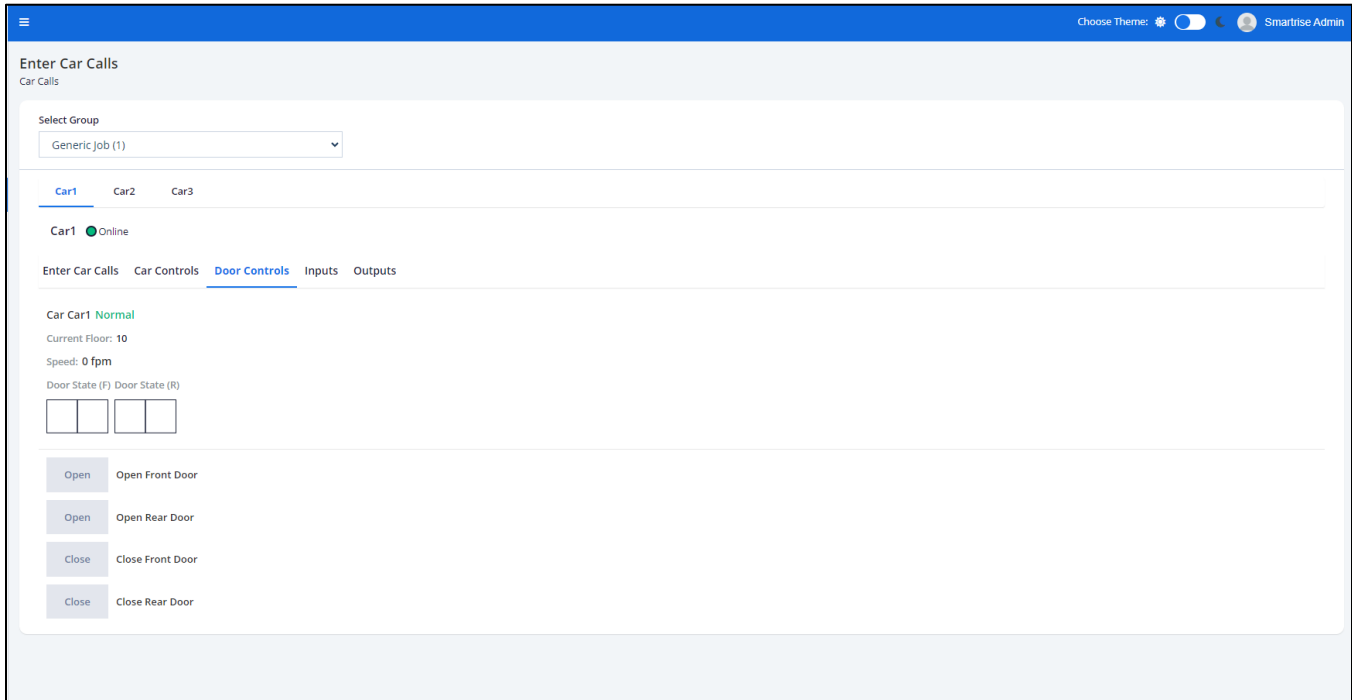 Choose Theme: Smartrise Admin
Enter Car Calls
Car Calls
Select Group
Generic Job (1)
Car1 Car2 Car3
Car1 Online
Enter Car Calls Car Controls Door Controls Inputs Outputs
Car Car1 Normal
Current Floor: 10
Speed: 0 fpm
Door State (F) Door State (R)
Open Open Front Door
Open Open Rear Door
Close Close Front Door
Close Close Rear Door